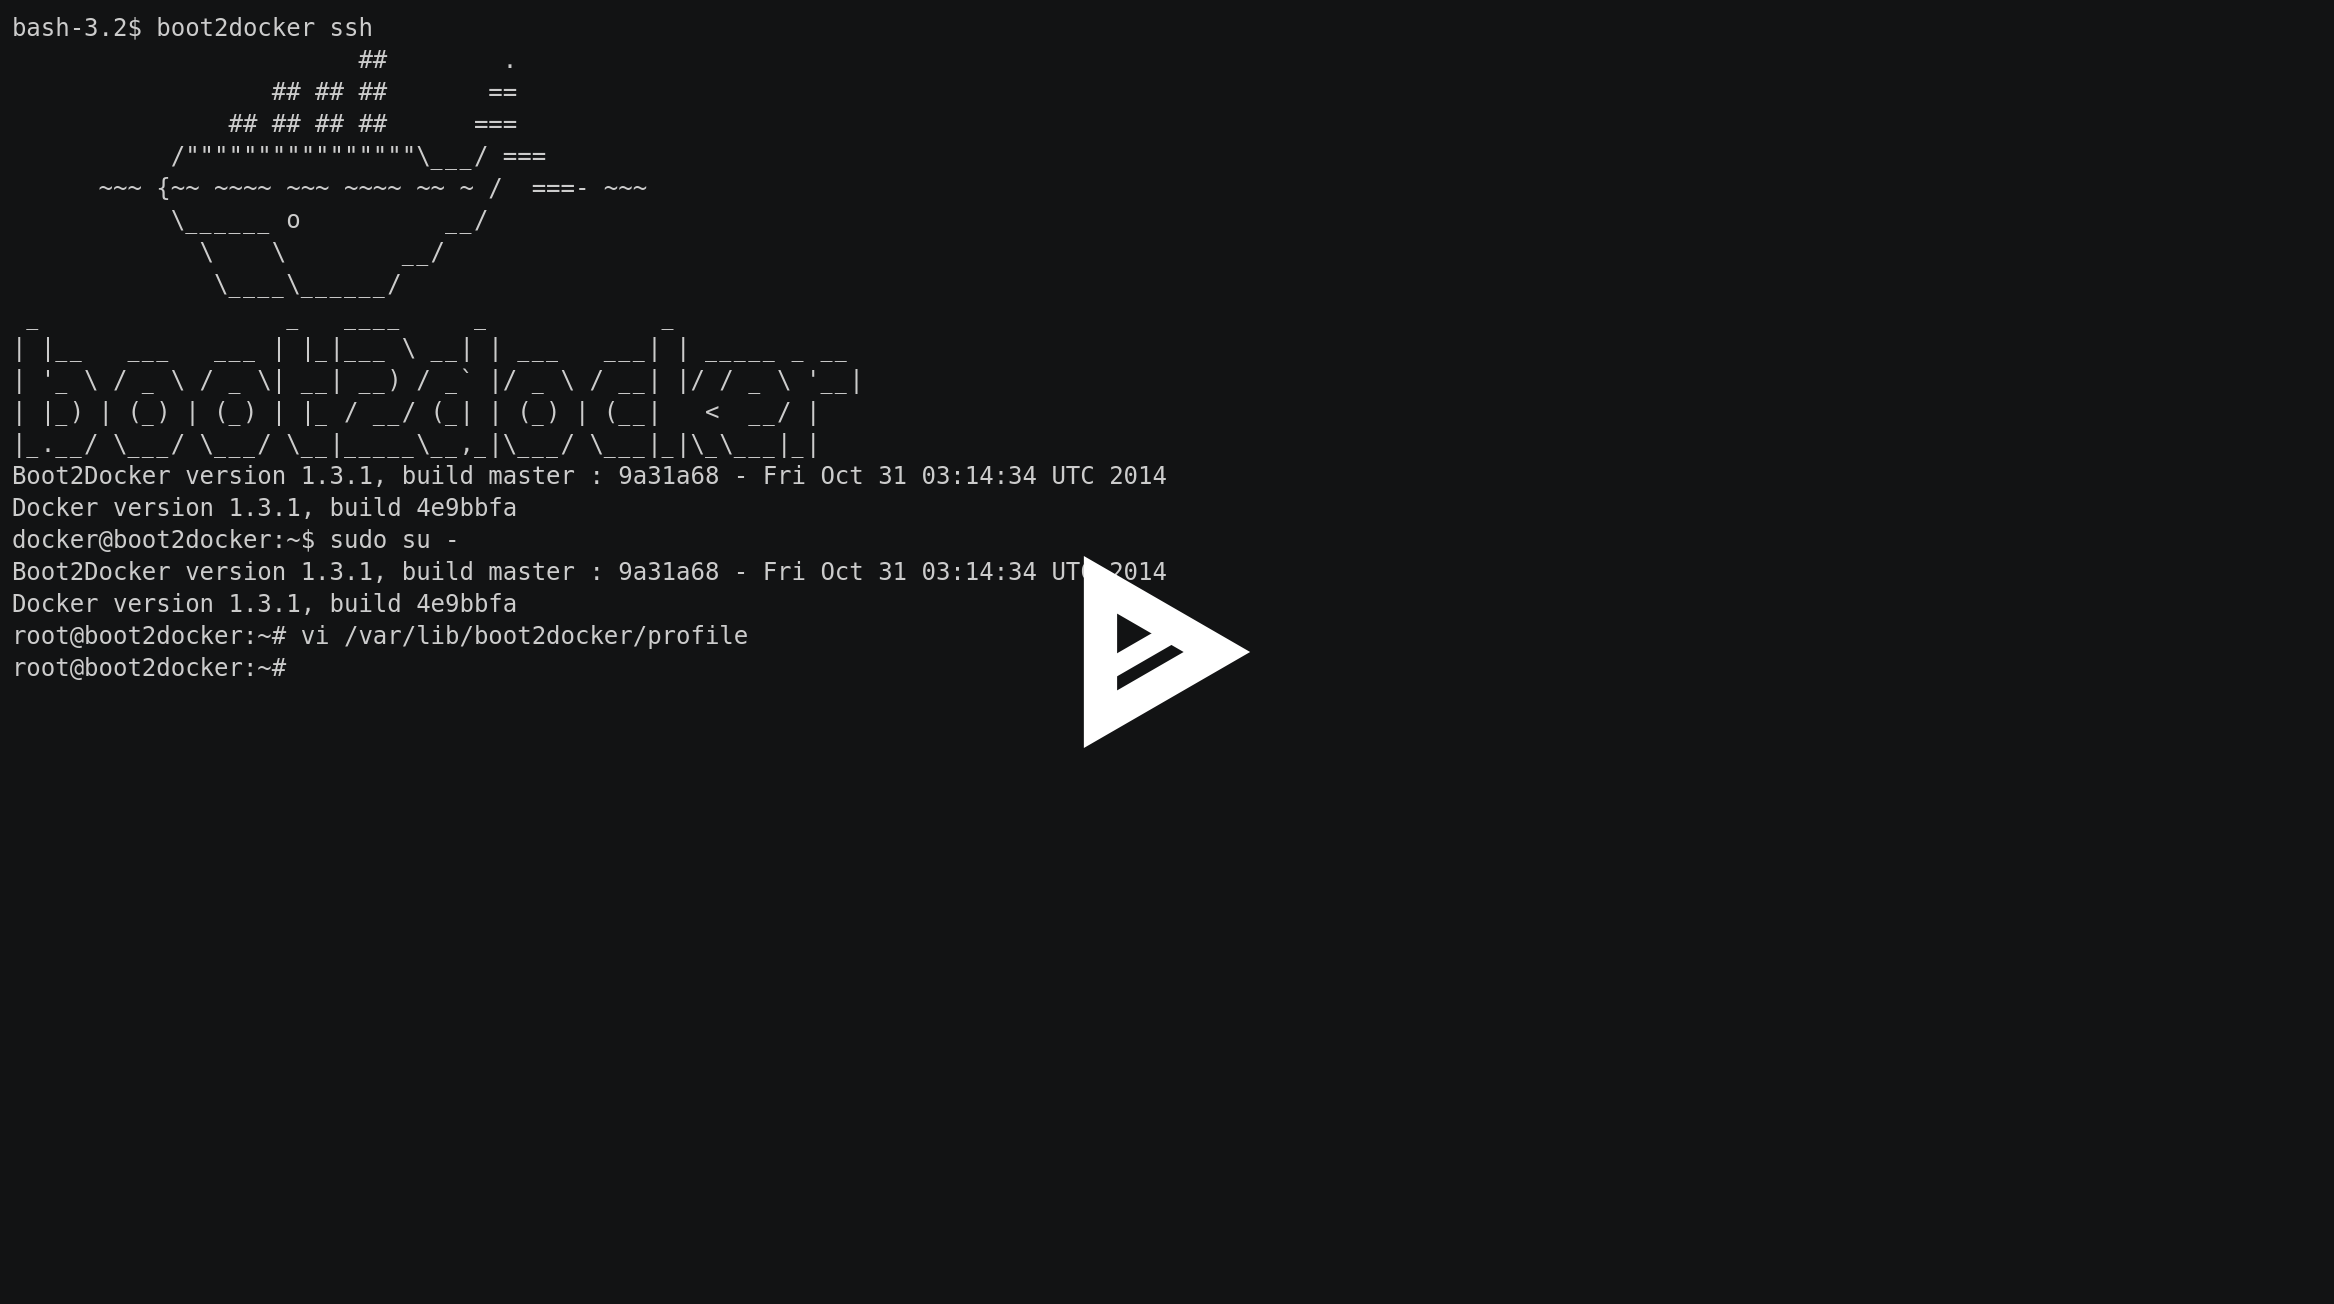 bash-3.2$ boot2docker ssh
                        ##        .
                  ## ## ##       ==
               ## ## ## ##      ===
           /""""""""""""""""\___/ ===
      ~~~ {~~ ~~~~ ~~~ ~~~~ ~~ ~ /  ===- ~~~
           \______ o          __/
             \    \        __/
              \____\______/
 _                 _   ____     _            _
| |__   ___   ___ | |_|___ \ __| | ___   ___| | _____ _ __
| '_ \ / _ \ / _ \| __| __) / _` |/ _ \ / __| |/ / _ \ '__|
| |_) | (_) | (_) | |_ / __/ (_| | (_) | (__|   <  __/ |
|_.__/ \___/ \___/ \__|_____\__,_|\___/ \___|_|\_\___|_|
Boot2Docker version 1.3.1, build master : 9a31a68 - Fri Oct 31 03:14:34 UTC 2014
Docker version 1.3.1, build 4e9bbfa
docker@boot2docker:~$ sudo su -
Boot2Docker version 1.3.1, build master : 9a31a68 - Fri Oct 31 03:14:34 UTC 2014
Docker version 1.3.1, build 4e9bbfa
root@boot2docker:~# vi /var/lib/boot2docker/profile
root@boot2docker:~#